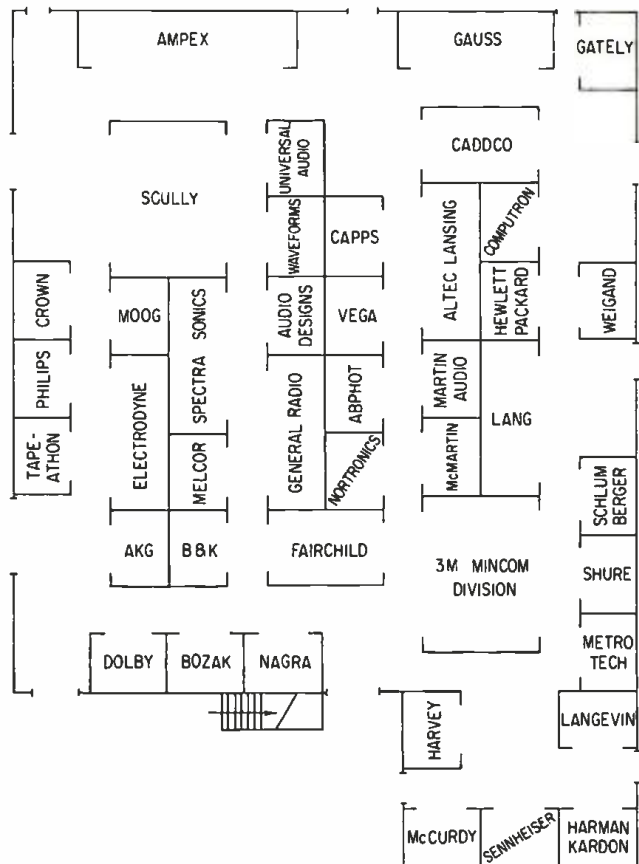 AMPEX
GAUSS
GATELY
SCULLY
UNIVERSAL
AUDIO
CADDCO
WAVEFORMS
CAPPS
ALTEC LANSING
COMPUTRON
CROWN
MOOG
SPECTRA SONICS
AUDIO
DESIGNS
VEGA
HEWLETT
PACKARD
WEIGAND
PHILIPS
ELECTRODYNE
GENERAL RADIO
ABPHOT
MARTIN
AUDIO
LANG
TAPE-
ATHON
MELCOR
NORTRONICS
McMARTIN
SCHLUM
BERGER
AKG
B&K
FAIRCHILD
3M MINCOM
DIVISION
SHURE
DOLBY
BOZAK
NAGRA
METRO
TECH
HARVEY
LANGEVIN
McCURDY
SENNHEISER
HARMAN
KARDON